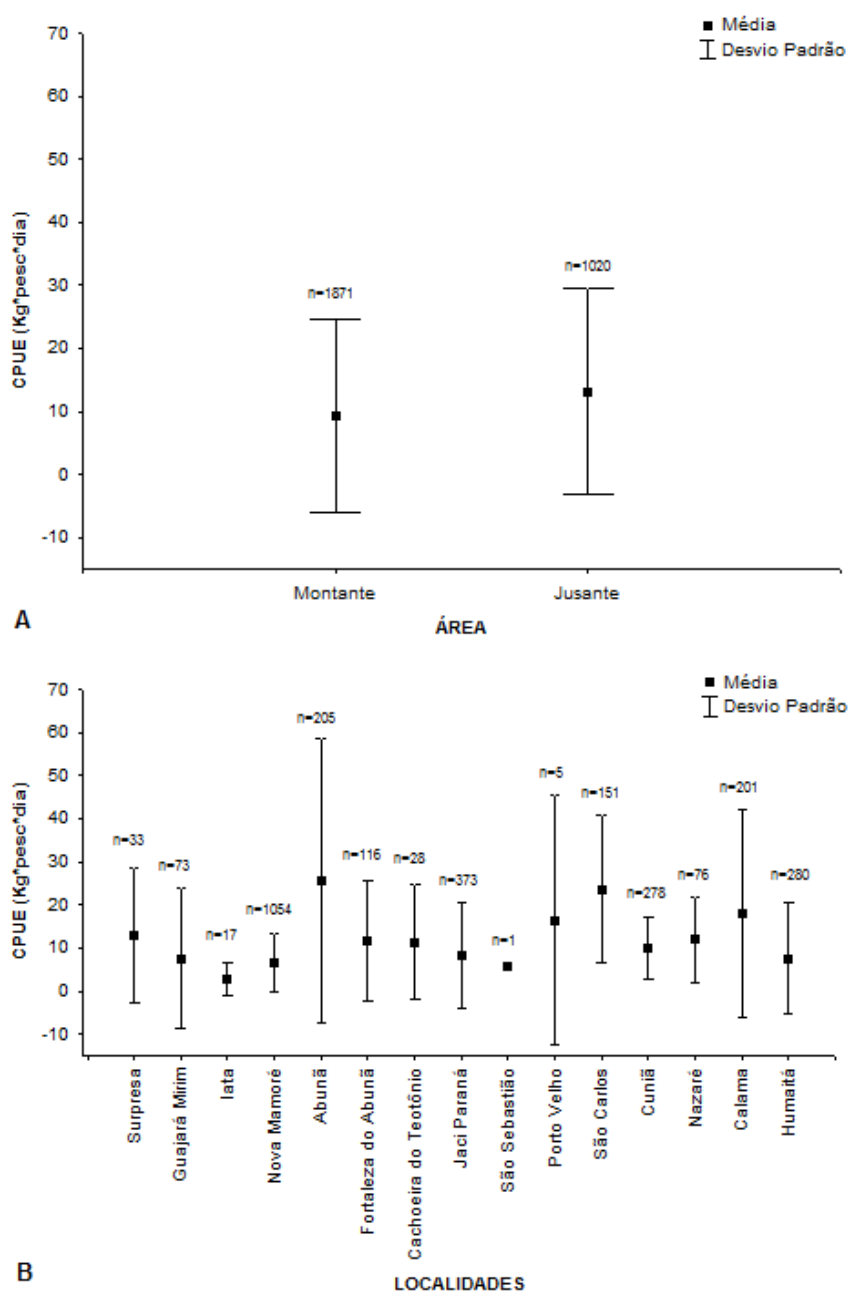 70
60
50
40
30
20
10
0
-10
CPUE (Kg*pesc*dia)
Média
Desvio Padrão
n=1871
n=1020
Montante
Jusante
ÁREA
A
70
60
50
40
30
20
10
0
-10
CPUE (Kg*pesc*dia)
Média
Desvio Padrão
n=33
n=73
n=17
n=1054
n=205
n=116
n=28
n=373
n=1
n=5
n=151
n=278
n=76
n=201
n=280
Surpresa
Guajará Mirim
Iata
Nova Mamoré
Abunã
Fortaleza do Abunã
Cachoeira do Teotônio
Jaci Paraná
São Sebastião
Porto Velho
São Carlos
Cuniã
Nazaré
Calama
Humaitá
LOCALIDADES
B